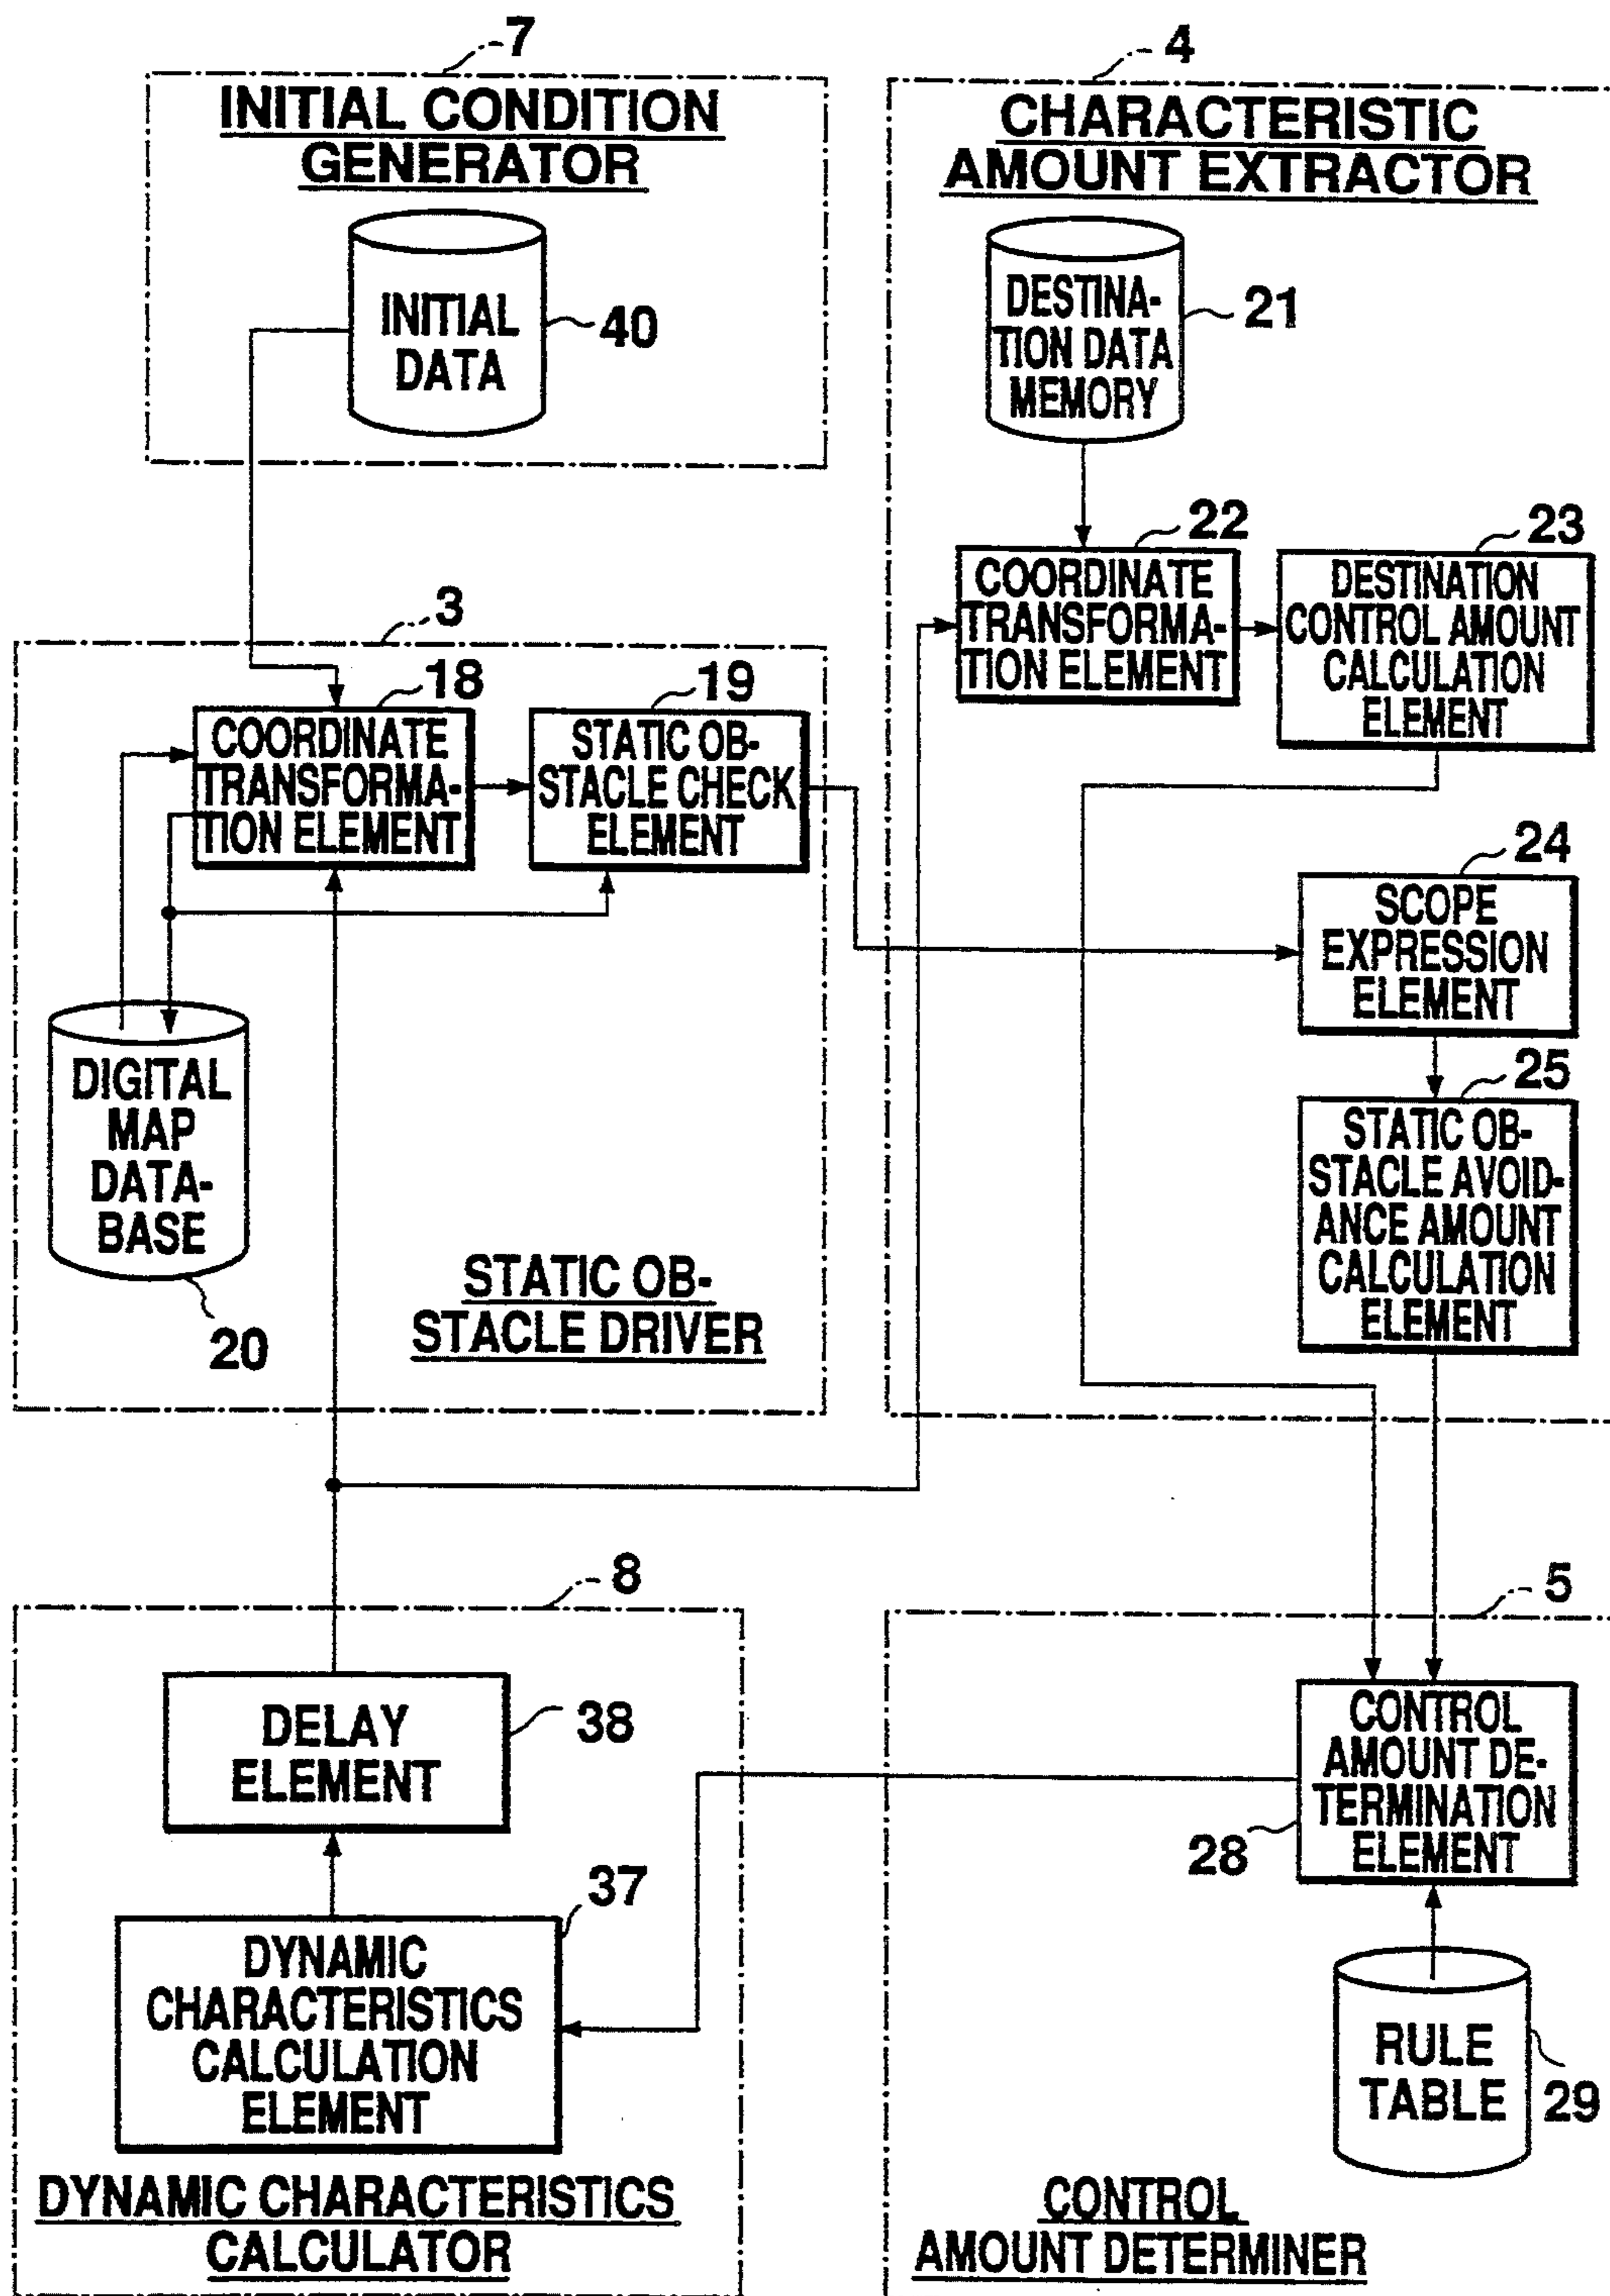 7
INITIAL CONDITION
GENERATOR
INITIAL
DATA
40
4
CHARACTERISTIC
AMOUNT EXTRACTOR
DESTINA-
TION DATA
MEMORY
21
22
COORDINATE
TRANSFORMA-
TION ELEMENT
23
DESTINATION
CONTROL AMOUNT
CALCULATION
ELEMENT
3
18
COORDINATE
TRANSFORMA-
TION ELEMENT
19
STATIC OB-
STACLE CHECK
ELEMENT
24
SCOPE
EXPRESSION
ELEMENT
DIGITAL
MAP
DATA-
BASE
20
STATIC OB-
STACLE DRIVER
25
STATIC OB-
STACLE AVOID-
ANCE AMOUNT
CALCULATION
ELEMENT
8
DELAY
ELEMENT
38
37
DYNAMIC
CHARACTERISTICS
CALCULATION
ELEMENT
DYNAMIC CHARACTERISTICS
CALCULATOR
5
CONTROL
AMOUNT DE-
TERMINATION
ELEMENT
28
RULE
TABLE
29
CONTROL
AMOUNT DETERMINER